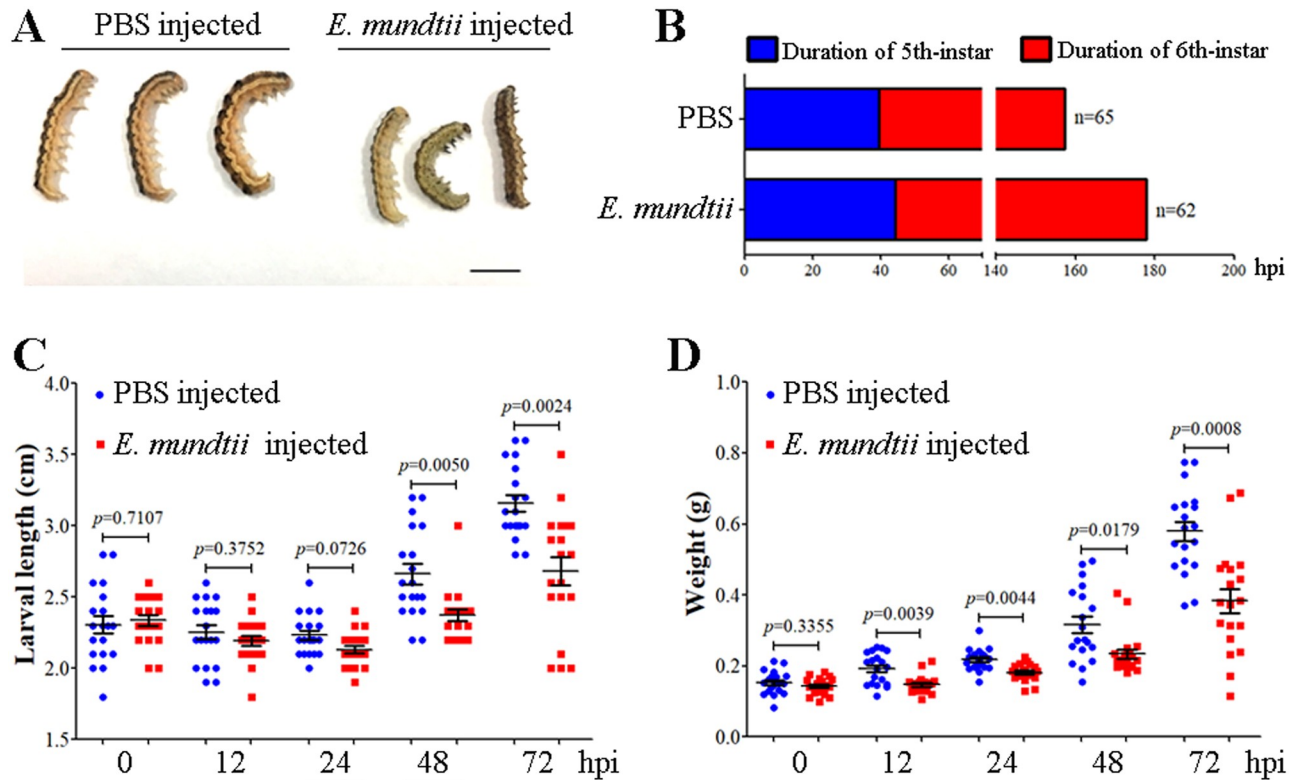 A
PBS injected
E. mundtii injected
B
Duration of 5th-instar
Duration of 6th-instar
PBS
n=65
E. mundtii
n=62
0 20 40 60 140 160 180 200 hpi
C
PBS injected
E. mundtii injected
Larval length (cm)
4.0
3.5
3.0
2.5
2.0
1.5
p=0.7107
p=0.3752
p=0.0726
p=0.0050
p=0.0024
0 12 24 48 72 hpi
D
PBS injected
E. mundtii injected
Weight (g)
1.0
0.8
0.6
0.4
0.2
0.0
p=0.3355
p=0.0039
p=0.0044
p=0.0179
p=0.0008
0 12 24 48 72 hpi